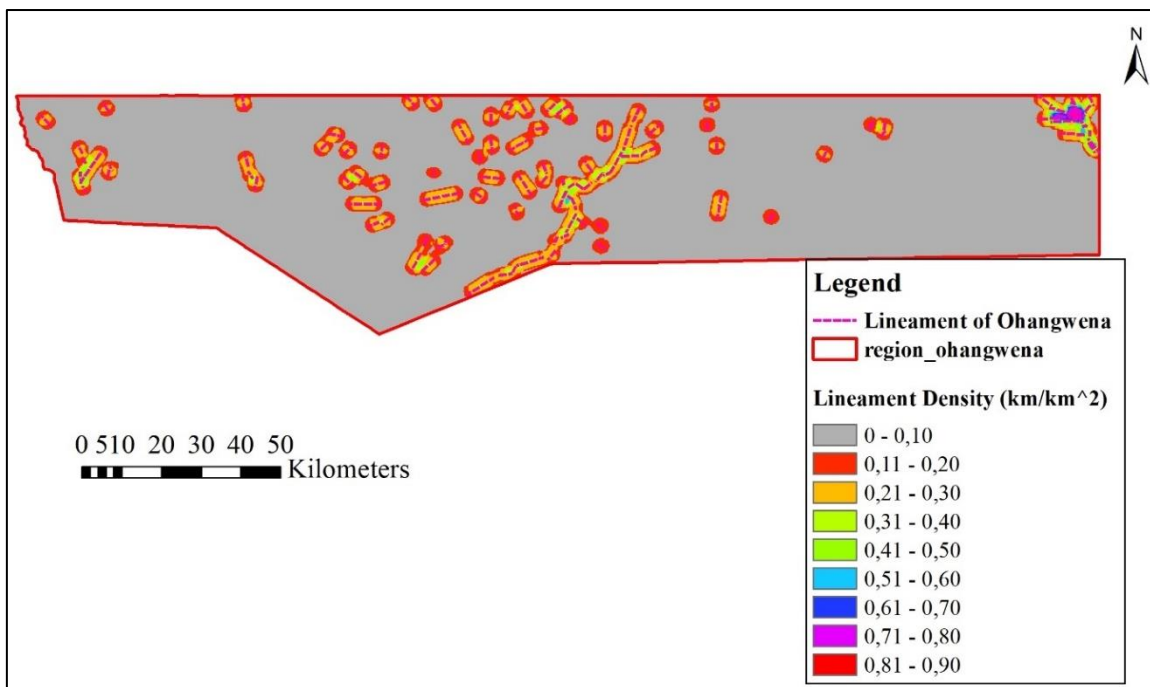 N
Legend
Lineament of Ohangwena
region_ohangwena
Lineament Density (km/km^2)
0 - 0,10
0,11 - 0,20
0,21 - 0,30
0,31 - 0,40
0,41 - 0,50
0,51 - 0,60
0,61 - 0,70
0,71 - 0,80
0,81 - 0,90
0 5 10 20 30 40 50
Kilometers